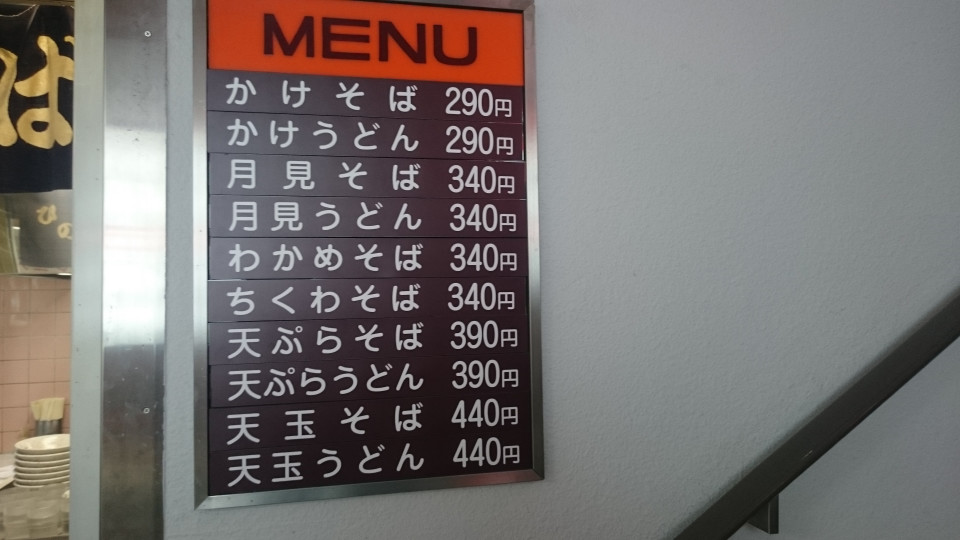 ば
ひの
MENU
かけそば 290円
かけうどん 290円
月見そば 340円
月見うどん 340円
わかめそば 340円
ちくわそば 340円
天ぷらそば 390円
天ぷらうどん 390円
天玉そば 440円
天玉うどん 440円